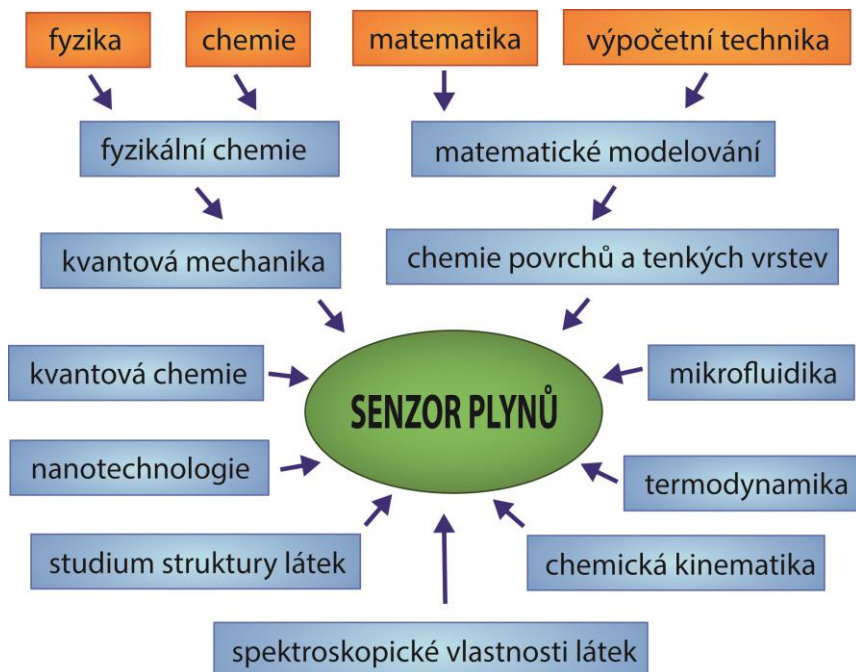 fyzika
chemie
matematika
výpočetní technika
fyzikální chemie
matematické modelování
kvantová mechanika
chemie povrchů a tenkých vrstev
kvantová chemie
SENZOR PLYNŮ
mikrofluidika
nanotechnologie
termodynamika
studium struktury látek
chemická kinematika
spektroskopické vlastnosti látek